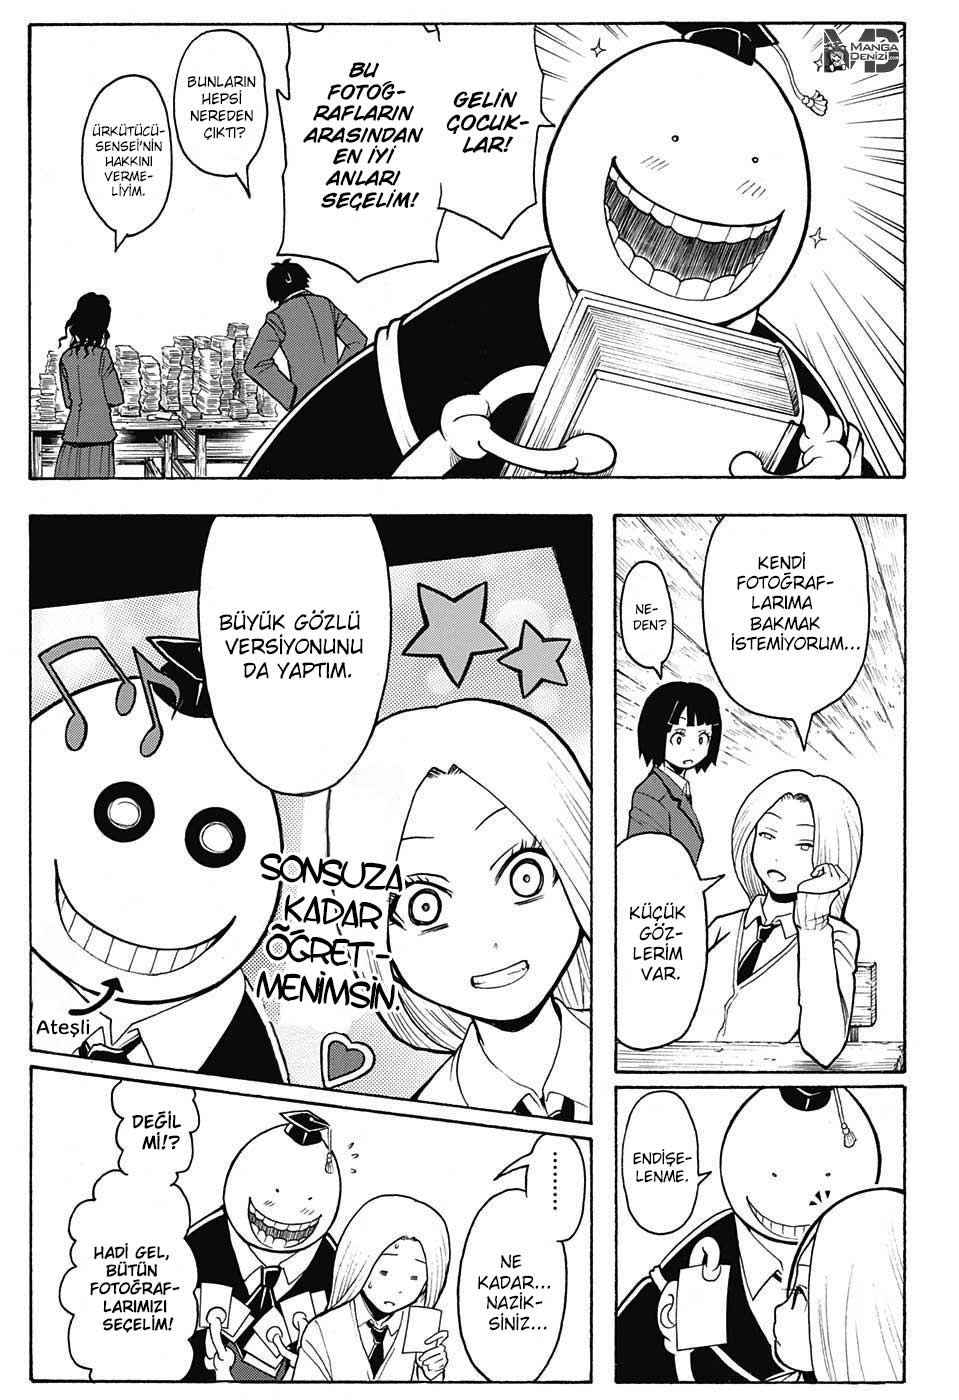 MANGA
DENİZİ
GELİN
ÇOCUK-
LAR!
BU
FOTOĞ-
RAFLARIN
ARASINDAN
EN İYİ
ANLARI
SEÇELİM!
BUNLARIN
HEPSİ
NEREDEN
ÇIKTI?
ÜRKÜTÜCÜ-
SENSEİ'NİN
HAKKINI
VERME-
LİYİM.
KENDİ
FOTOĞRAF-
LARIMA
BAKMAK
İSTEMİYORUM...
NE-
DEN?
KÜÇÜK
GÖZ-
LERİM
VAR.
BÜYÜK GÖZLÜ
VERSİYONUNU
DA YAPTIM.
SONSUZA
KADAR
ÖĞRET-
MENİMSİN.
Ateşli
ENDİŞE-
LENME.
.........
NE
KADAR...
NAZİK-
SİNİZ...
DEĞİL
Mİ!?
HADİ GEL,
BÜTÜN
FOTOĞRAF-
LARIMIZI
SEÇELİM!